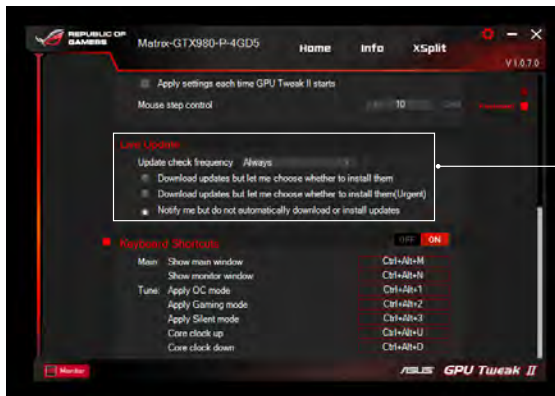 REPUBLIC OF
GAMERS
Matrix-GTX980-P-4GD5
Home Info XSplit
V 1.0.7.0
Apply settings each time GPU Tweak II starts
Mouse step control 10
Live Update
Update check frequency Always
Download updates but let me choose whether to install them
Download updates but let me choose whether to install them(Urgent)
Notify me but do not automatically download or install updates
Keyboard Shortcuts OFF ON
Main: Show main window Ctrl+Alt+M
Show monitor window Ctrl+Alt+N
Tune: Apply OC mode Ctrl+Alt+1
Apply Gaming mode Ctrl+Alt+2
Apply Silent mode Ctrl+Alt+3
Core clock up Ctrl+Alt+U
Core clock down Ctrl+Alt+D
Monitor
ASUS GPU Tweak II